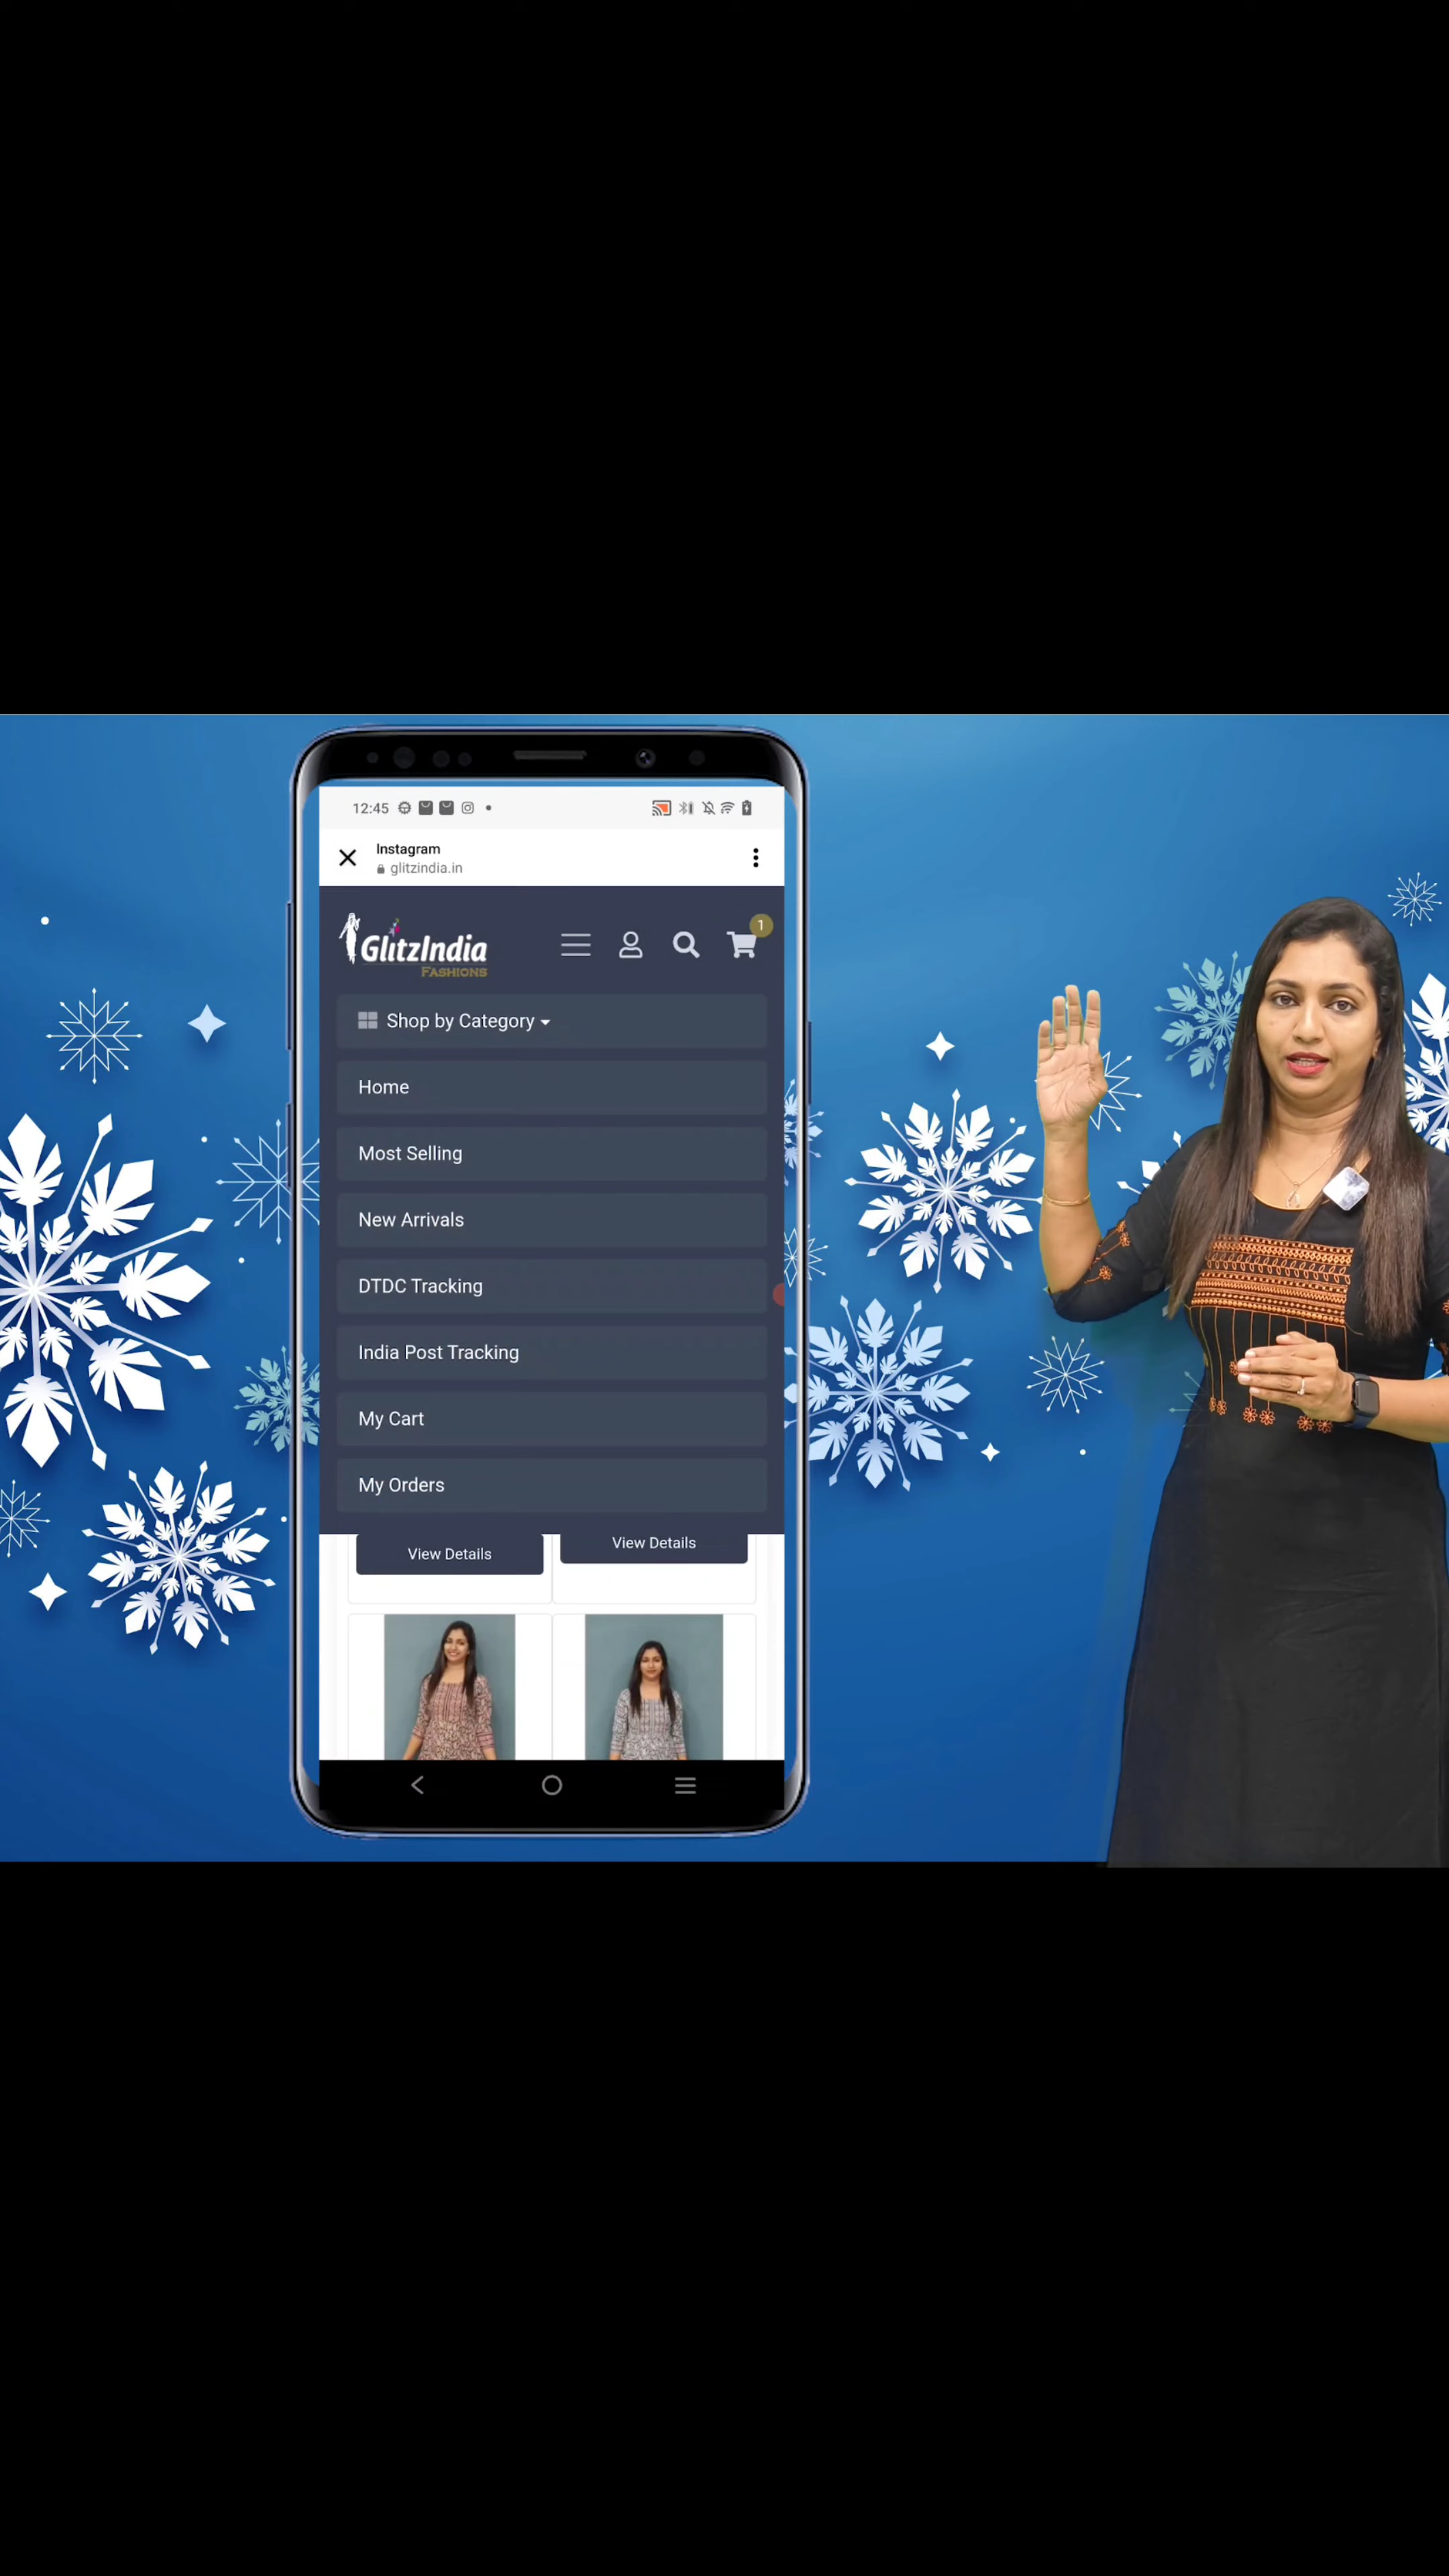 12:45
Instagram
glitzindia.in
GlitzIndia
FASHIONS
1
Shop by Category
Home
Most Selling
New Arrivals
DTDC Tracking
India Post Tracking
My Cart
My Orders
View Details
View Details